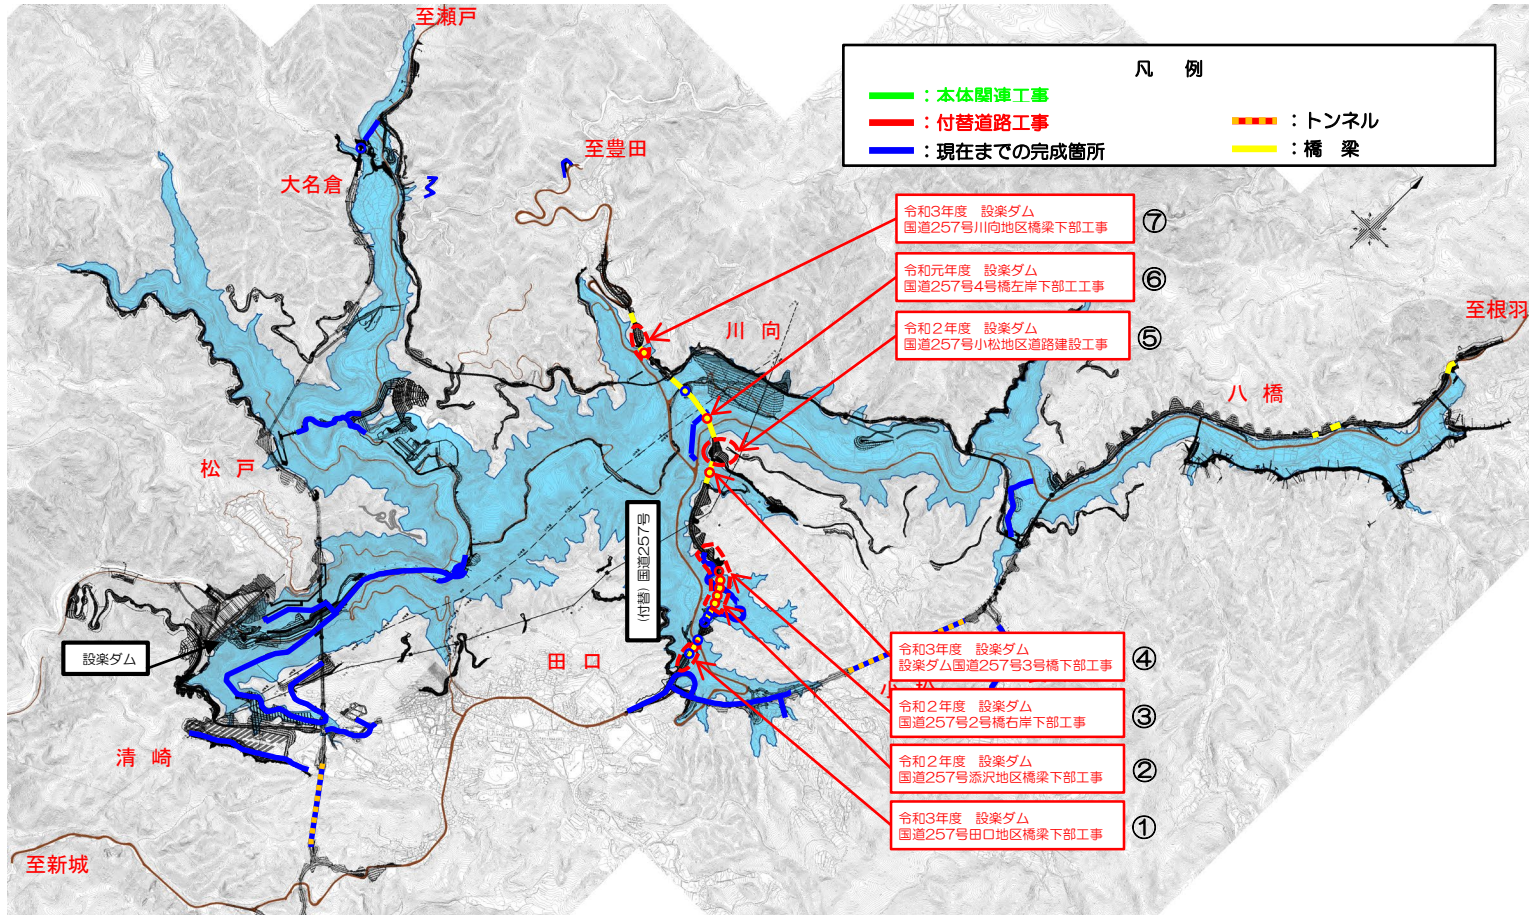 至瀬戸
凡　例
：本体関連工事
：付替道路工事
：現在までの完成箇所
：トンネル
：橋　梁
至豊田
大名倉
令和3年度　設楽ダム
国道257号川向地区橋梁下部工事
⑦
令和元年度　設楽ダム
国道257号4号橋左岸下部工工事
⑥
令和２年度　設楽ダム
国道257号小松地区道路建設工事
⑤
川　向
至根羽
八　橋
松　戸
(付替）国道257号
設楽ダム
田　口
令和3年度　設楽ダム
設楽ダム国道257号3号橋下部工事
④
令和２年度　設楽ダム
国道257号2号橋右岸下部工事
③
令和２年度　設楽ダム
国道257号添沢地区橋梁下部工事
②
令和3年度　設楽ダム
国道257号田口地区橋梁下部工事
①
清　崎
至新城